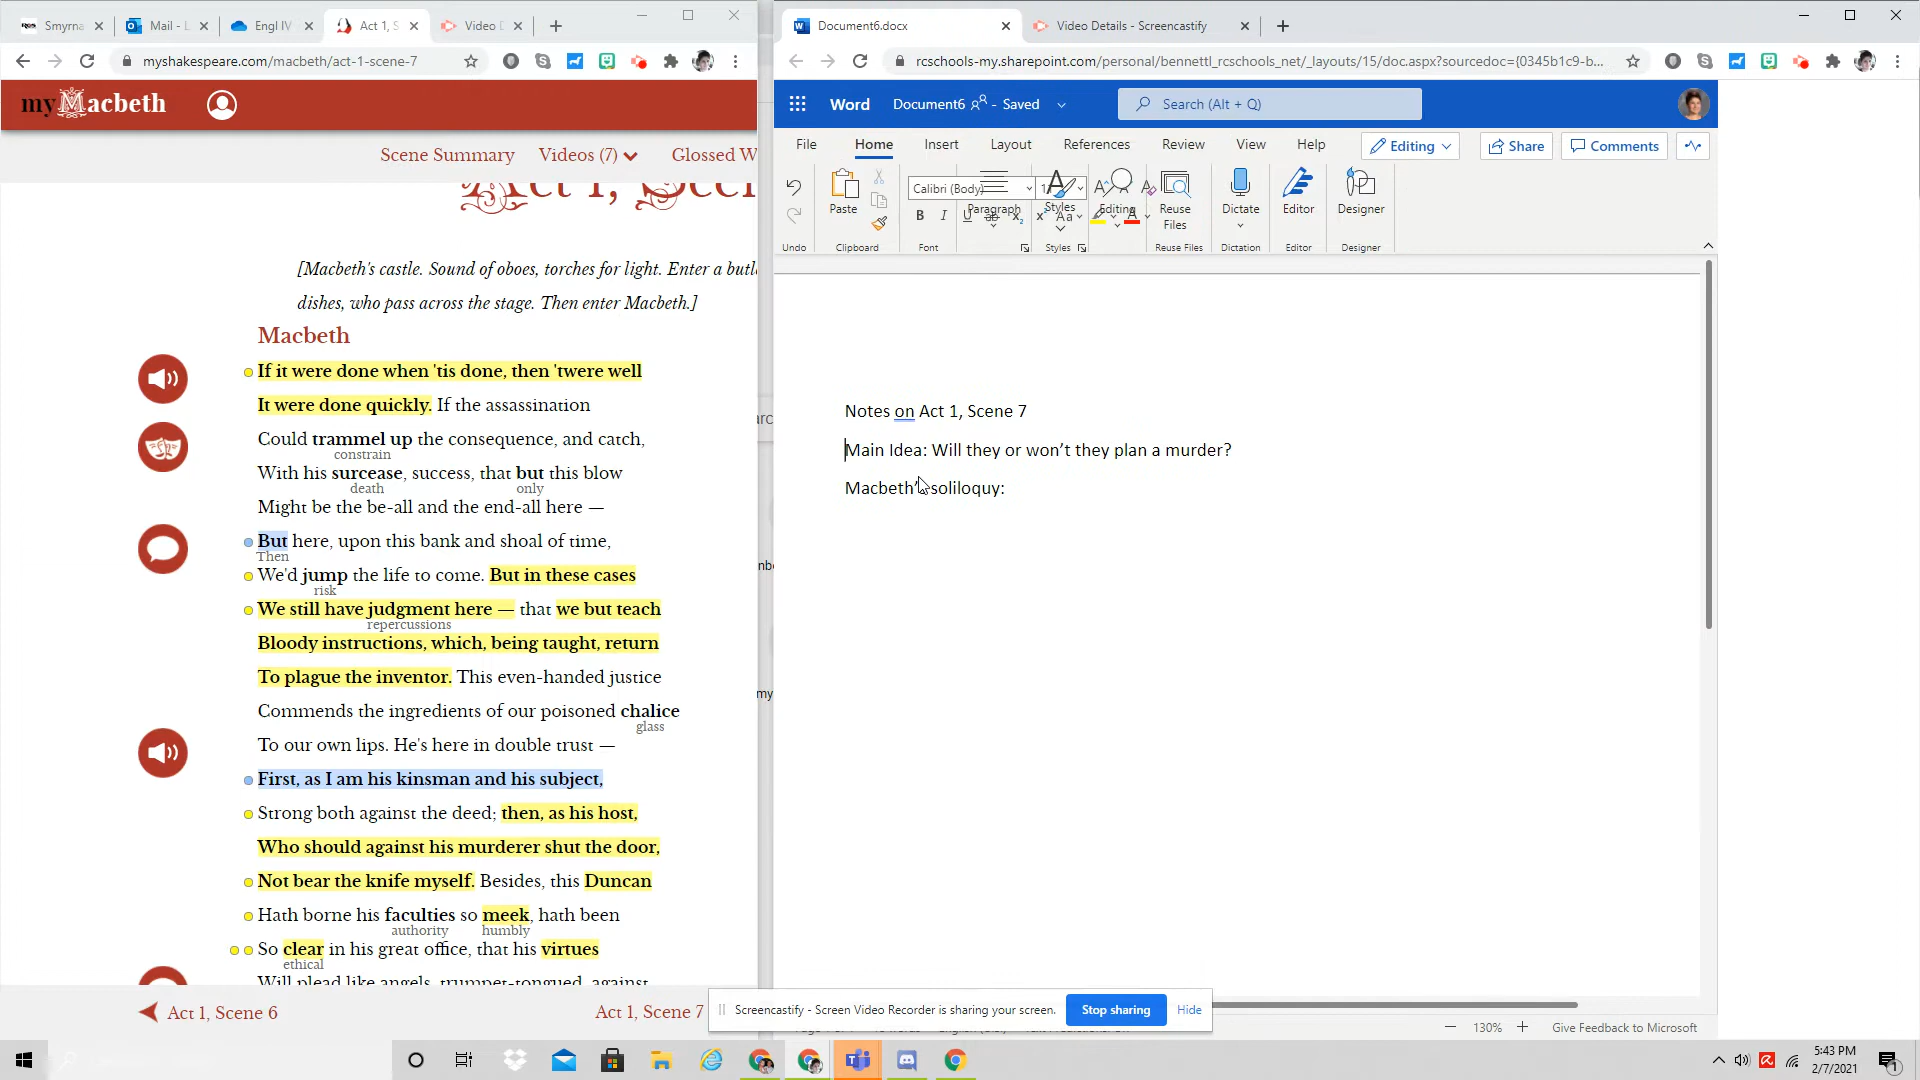 Smyrna
Mail - L
Engl IV
Act 1, S
Video D
myshakespeare.com/macbeth/act-1-scene-7
myMacbeth
Scene Summary
Videos (7)
Glossed W
Act 1, Scen
[Macbeth's castle. Sound of oboes, torches for light. Enter a butl
dishes, who pass across the stage. Then enter Macbeth.]
Macbeth
If it were done when 'tis done, then 'twere well
It were done quickly. If the assassination
Could trammel up the consequence, and catch,
constrain
With his surcease, success, that but this blow
death only
Might be the be-all and the end-all here —
But here, upon this bank and shoal of time,
Then
We'd jump the life to come. But in these cases
risk
We still have judgment here — that we but teach
repercussions
Bloody instructions, which, being taught, return
To plague the inventor. This even-handed justice
Commends the ingredients of our poisoned chalice
glass
To our own lips. He's here in double trust —
First, as I am his kinsman and his subject,
Strong both against the deed; then, as his host,
Who should against his murderer shut the door,
Not bear the knife myself. Besides, this Duncan
Hath borne his faculties so meek, hath been
authority humbly
So clear in his great office, that his virtues
ethical
Will plead like angels, trumpet-tongued, against
Act 1, Scene 6
Act 1, Scene 7
Document6.docx
Video Details - Screencastify
rcschools-my.sharepoint.com/personal/bennettl_rcschools_net/_layouts/15/doc.aspx?sourcedoc={0345b1c9-b...
Word
Document6 - Saved
Search (Alt + Q)
File
Home
Insert
Layout
References
Review
View
Help
Editing
Share
Comments
Paste
Calibri (Body)
Paragraph
Styles
Editing
Reuse
Files
Dictate
Editor
Designer
Undo
Clipboard
Font
Styles
Reuse Files
Dictation
Editor
Designer
Notes on Act 1, Scene 7
Main Idea: Will they or won't they plan a murder?
Macbeth' soliloquy:
Screencastify - Screen Video Recorder is sharing your screen.
Stop sharing
Hide
130%
Give Feedback to Microsoft
5:43 PM
2/7/2021